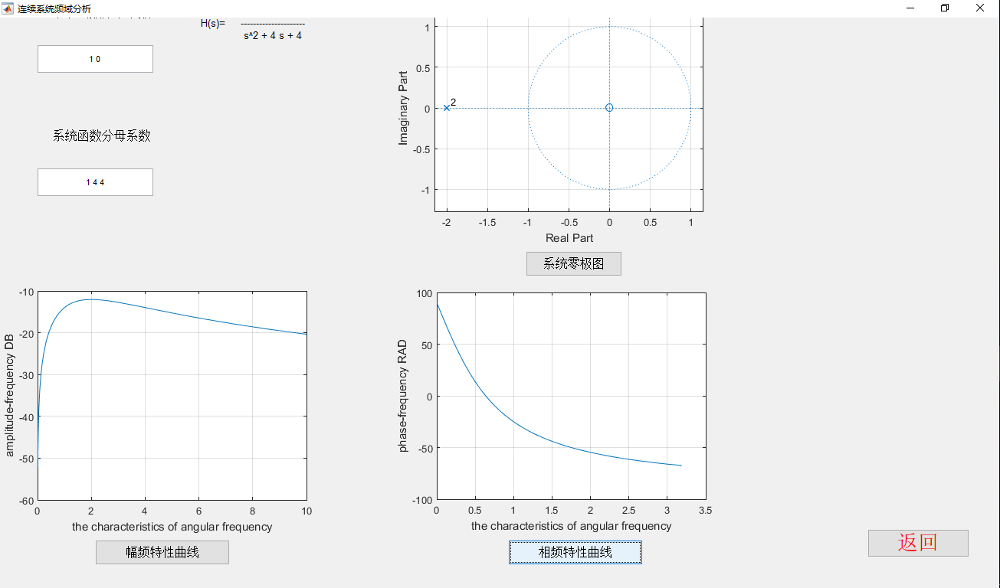 连续系统频域分析
H(s)=
---------------------
s^2 + 4 s + 4
1 0
系统函数分母系数
1 4 4
1
0.5
0
-0.5
-1
Imaginary Part
2
-2 -1.5 -1 -0.5 0 0.5 1
Real Part
系统零极图
-10
-20
-30
-40
-50
-60
amplitude-frequency DB
0 2 4 6 8 10
the characteristics of angular frequency
幅频特性曲线
100
50
0
-50
-100
phase-frequency RAD
0 0.5 1 1.5 2 2.5 3 3.5
the characteristics of angular frequency
相频特性曲线
返回